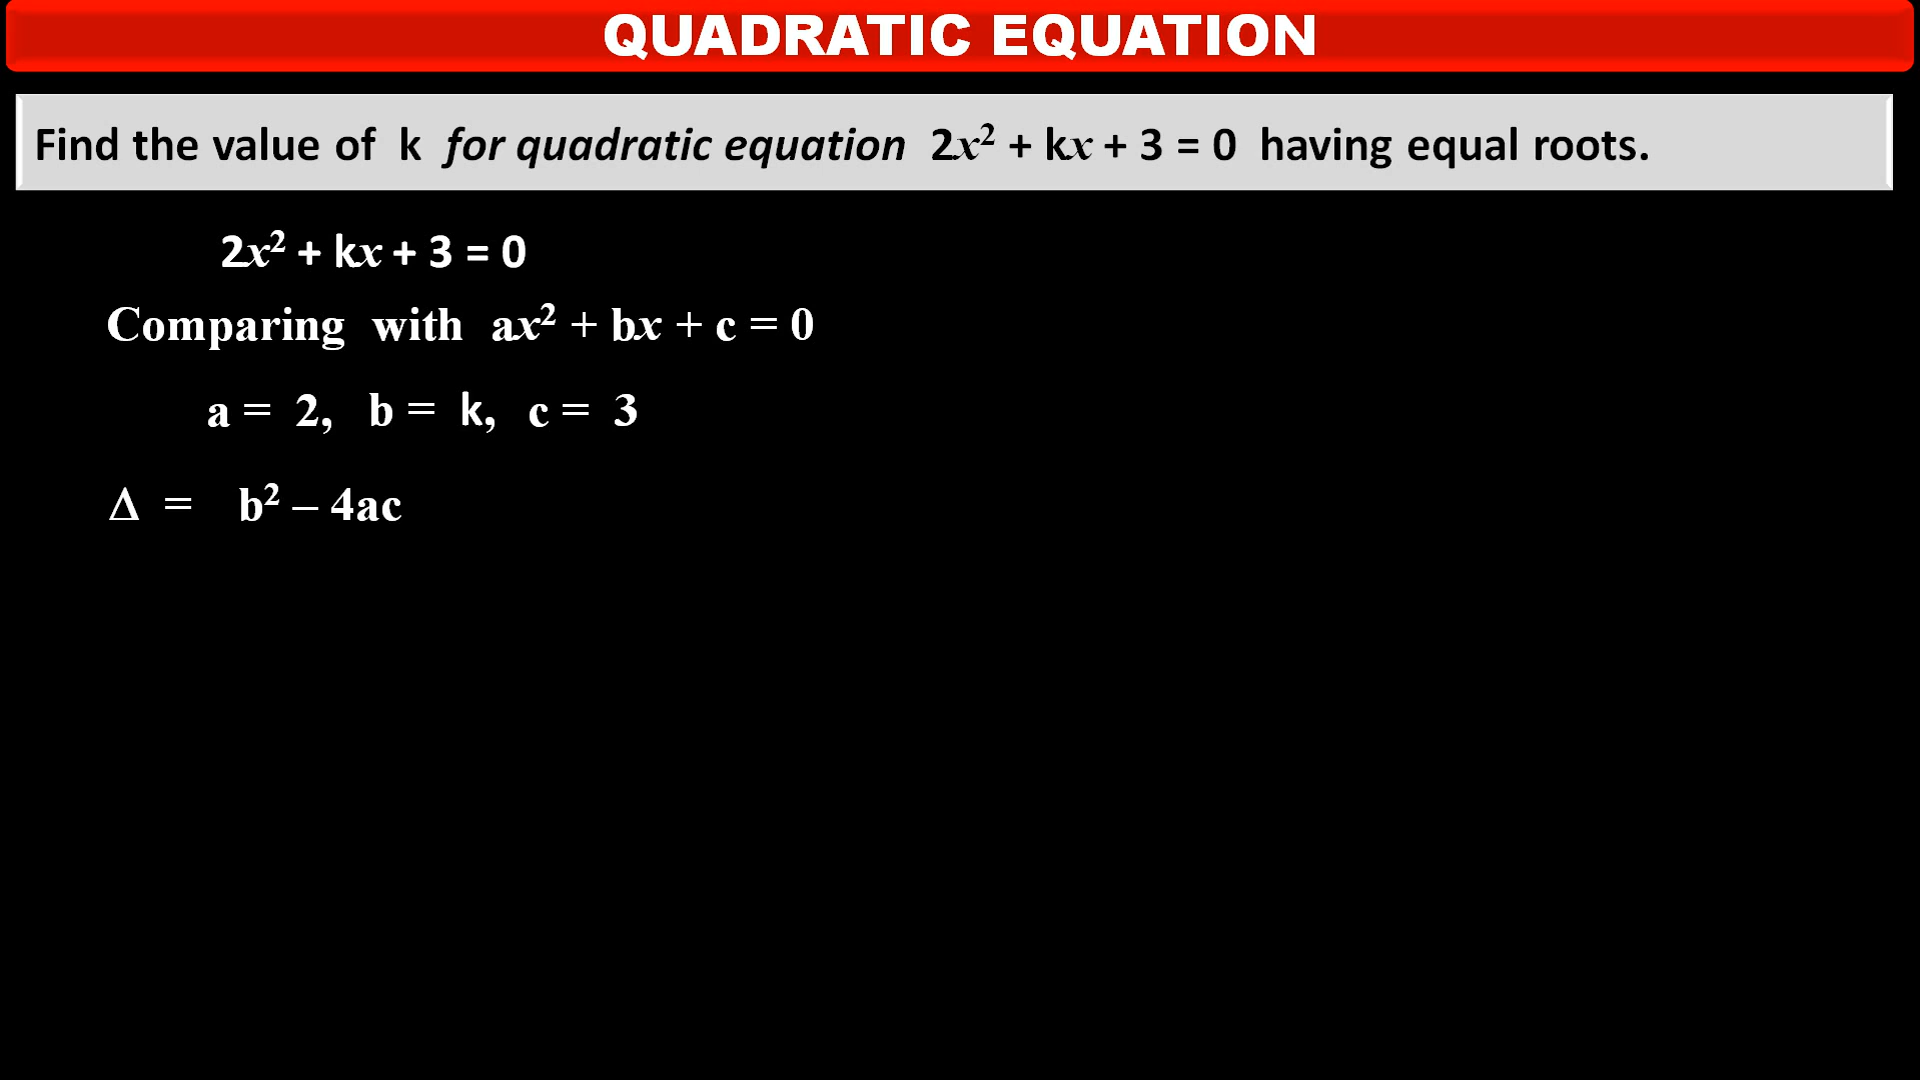 QUADRATIC EQUATION
Find the value of k for quadratic equation 2x² + kx + 3 = 0 having equal roots.
2x² + kx + 3 = 0
Comparing with ax² + bx + c = 0
a = 2, b = k, c = 3
Δ = b² – 4ac